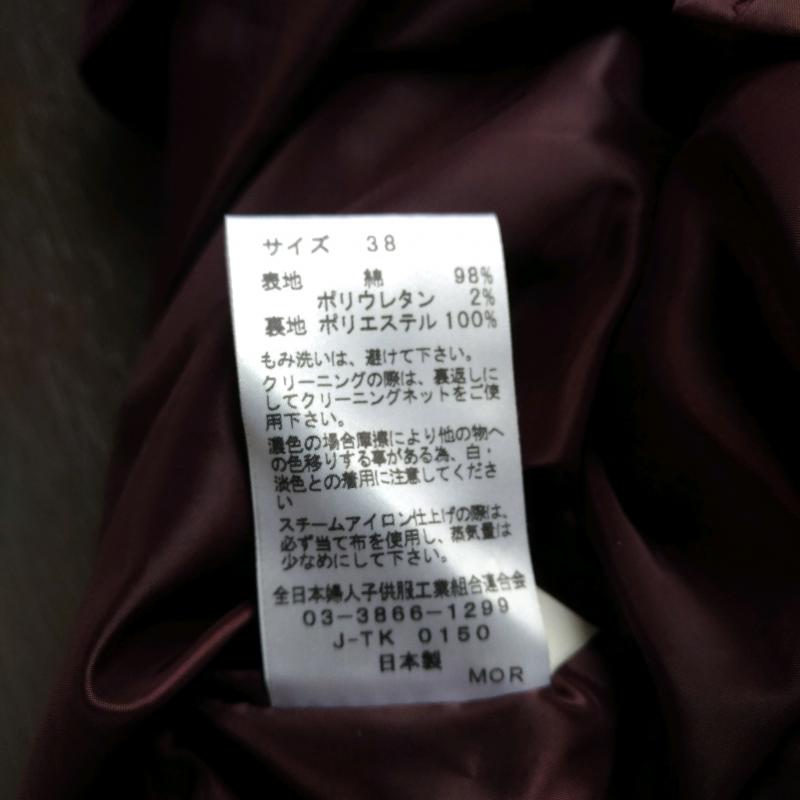 サイズ 38
表地 綿 98%
ポリウレタン 2%
裏地 ポリエステル 100%
もみ洗いは、避けて下さい。
クリーニングの際は、裏返しに
してクリーニングネットをご使
用下さい。
濃色の場合摩擦により他の物へ
の色移りする事がある為、白・
淡色との着用に注意してくださ
い
スチームアイロン仕上げの際は、
必ず当て布を使用し、蒸気量は
少なめにして下さい。
全日本婦人子供服工業組合連合会
03-3866-1299
J-TK 0150
日本製
MOR